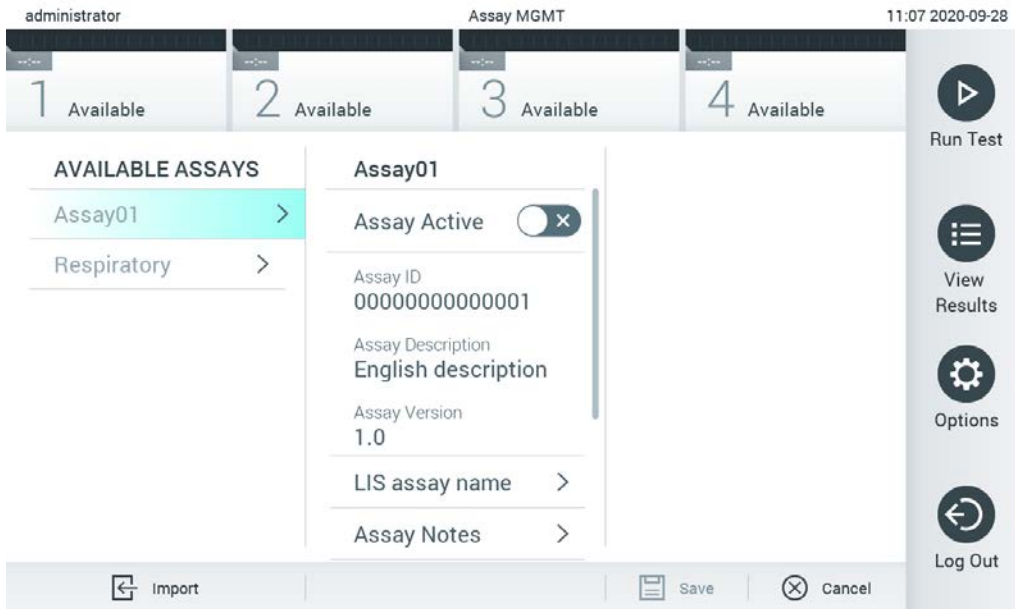 administrator Assay MGMT 11:07 2020-09-28
--:-- --:-- --:-- --:--
1 Available 2 Available 3 Available 4 Available
Run Test
AVAILABLE ASSAYS
Assay01
Respiratory
Assay01
Assay Active
Assay ID
00000000000001
Assay Description
English description
Assay Version
1.0
LIS assay name
Assay Notes
View
Results
Options
Log Out
Import Save Cancel